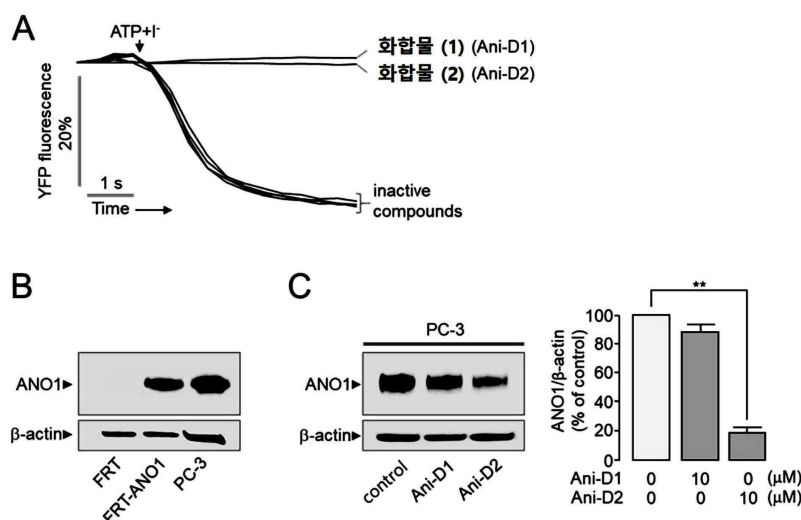 A
ATP+I-
화합물 (1) (Ani-D1)
화합물 (2) (Ani-D2)
YFP fluorescence
20%
1 s
Time
inactive
compounds
B
ANO1
β-actin
FRT
FRT-ANO1
PC-3
C
PC-3
ANO1
β-actin
control
Ani-D1
Ani-D2
**
ANO1/β-actin
(% of control)
100
80
60
40
20
0
Ani-D1 0 10 0 (μM)
Ani-D2 0 0 10 (μM)